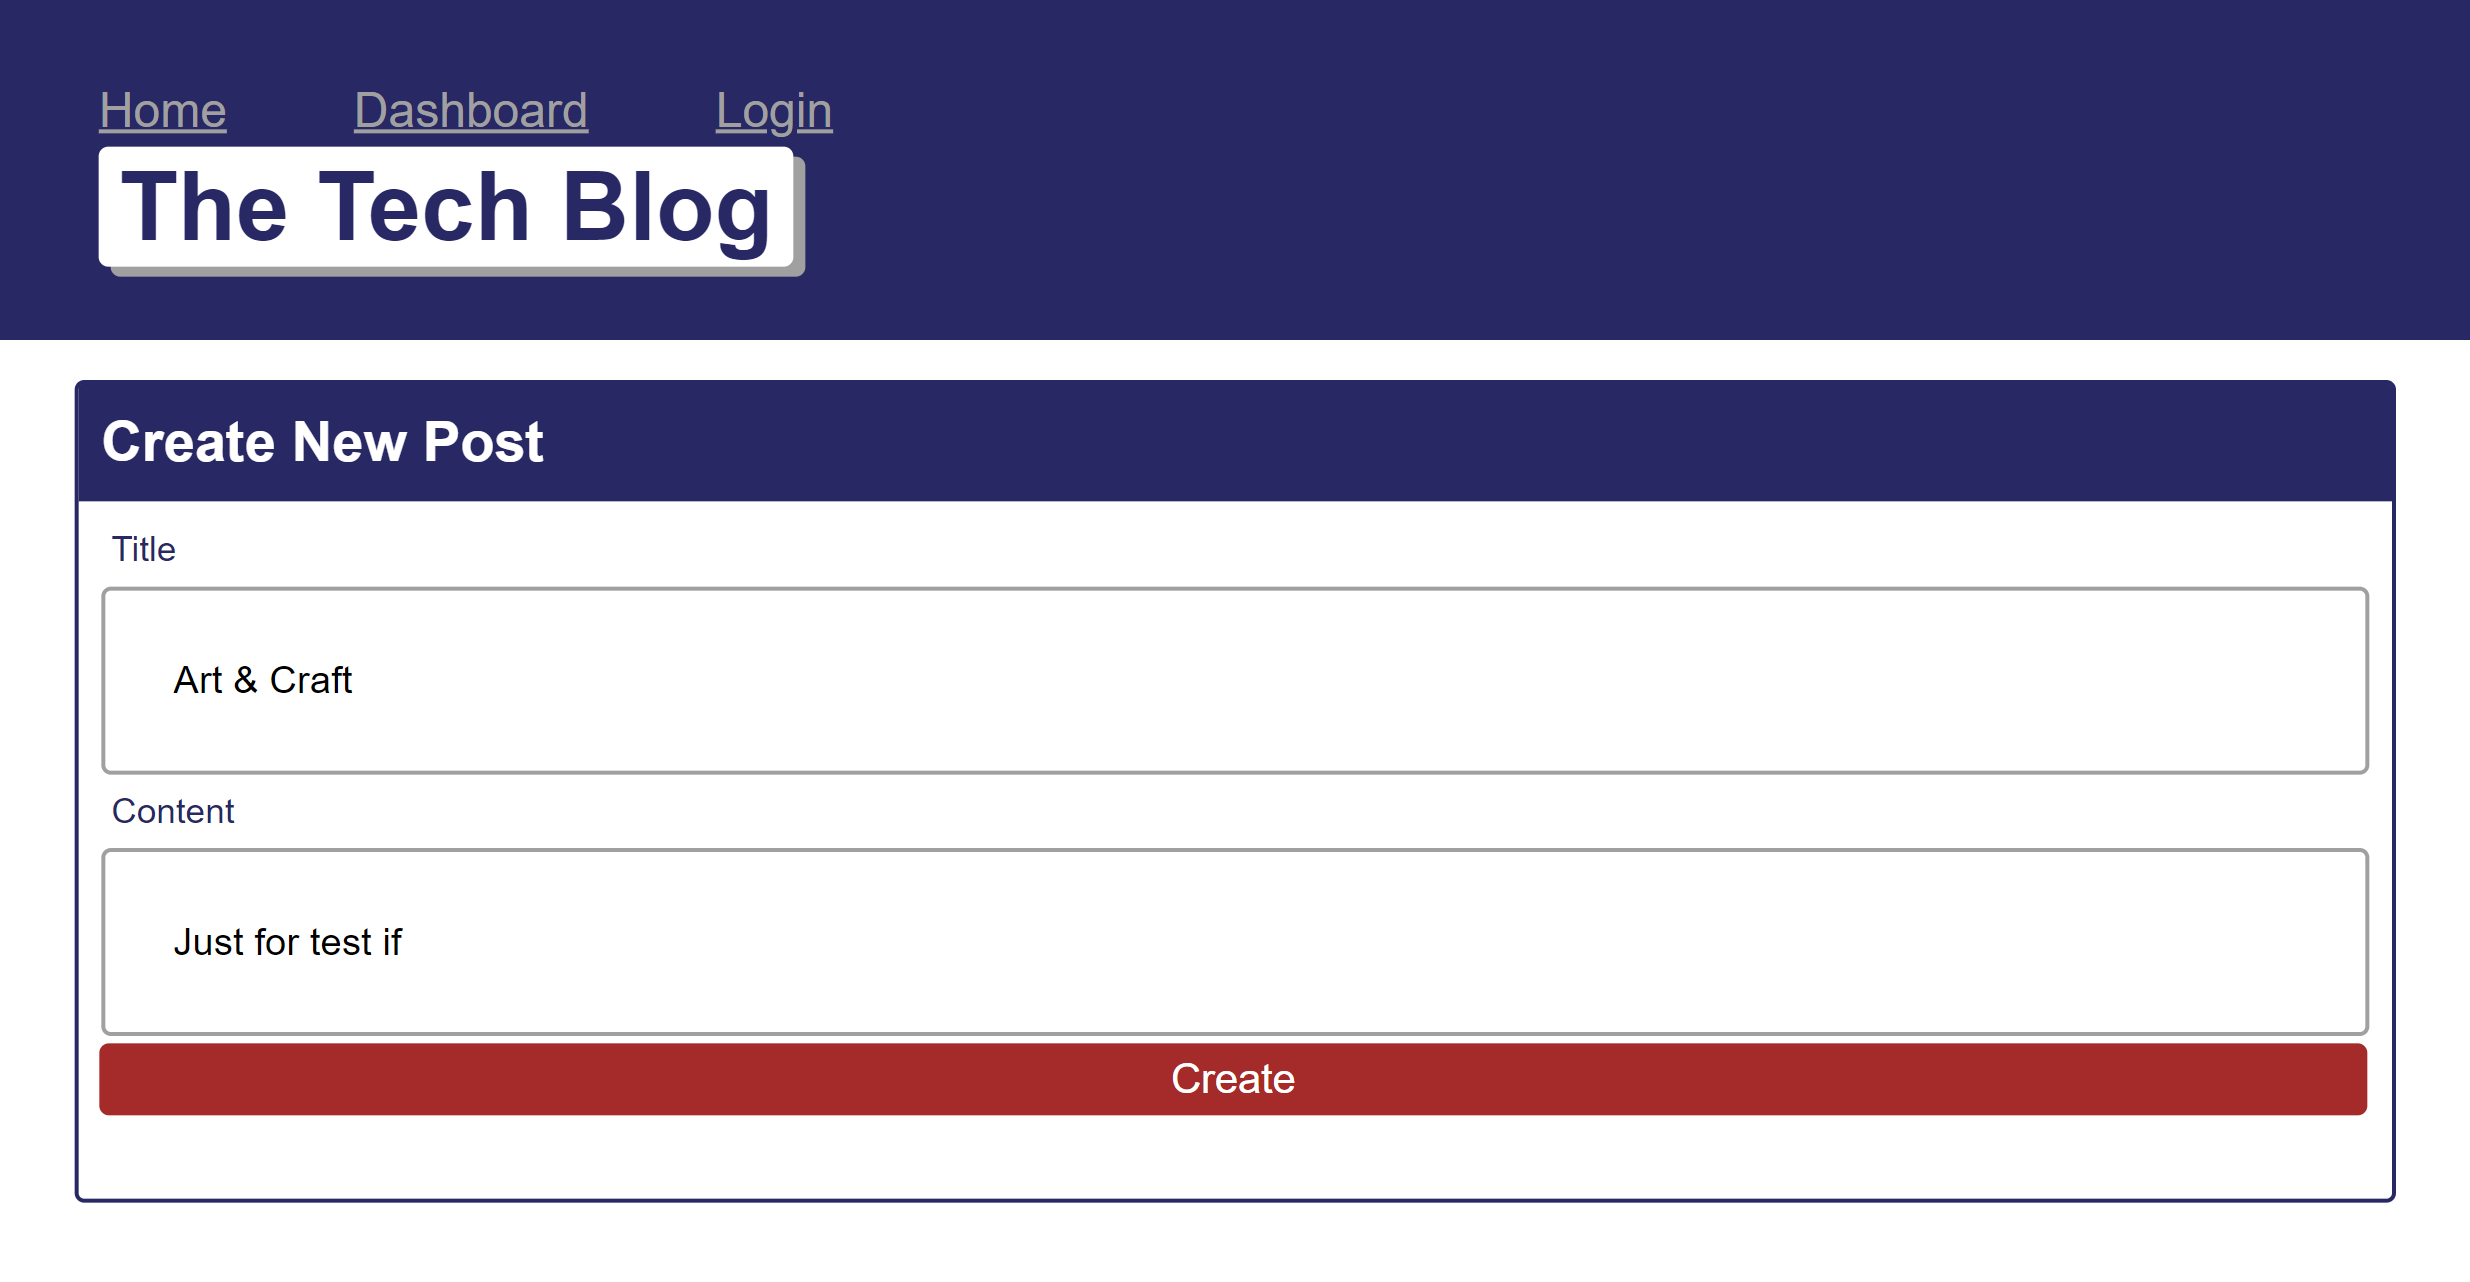 Home Dashboard Login
The Tech Blog
Create New Post
Title
Art & Craft
Content
Just for test if
Create